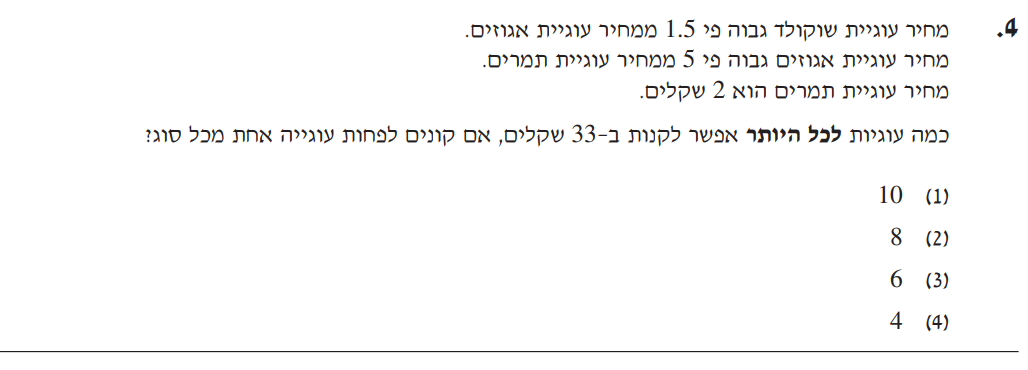 4. מחיר עוגיית שוקולד גבוה פי 1.5 ממחיר עוגיית אגוזים.
מחיר עוגיית אגוזים גבוה פי 5 ממחיר עוגיית תמרים.
מחיר עוגיית תמרים הוא 2 שקלים.
כמה עוגיות לכל היותר אפשר לקנות ב-33 שקלים, אם קונים לפחות עוגייה אחת מכל סוג?
(1) 10
(2) 8
(3) 6
(4) 4